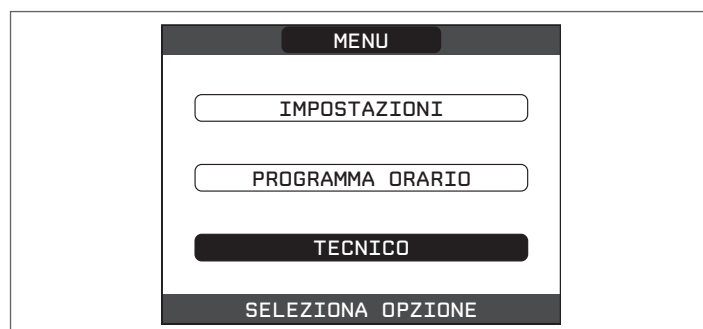 MENU
IMPOSTAZIONI
PROGRAMMA ORARIO
TECNICO
SELEZIONA OPZIONE